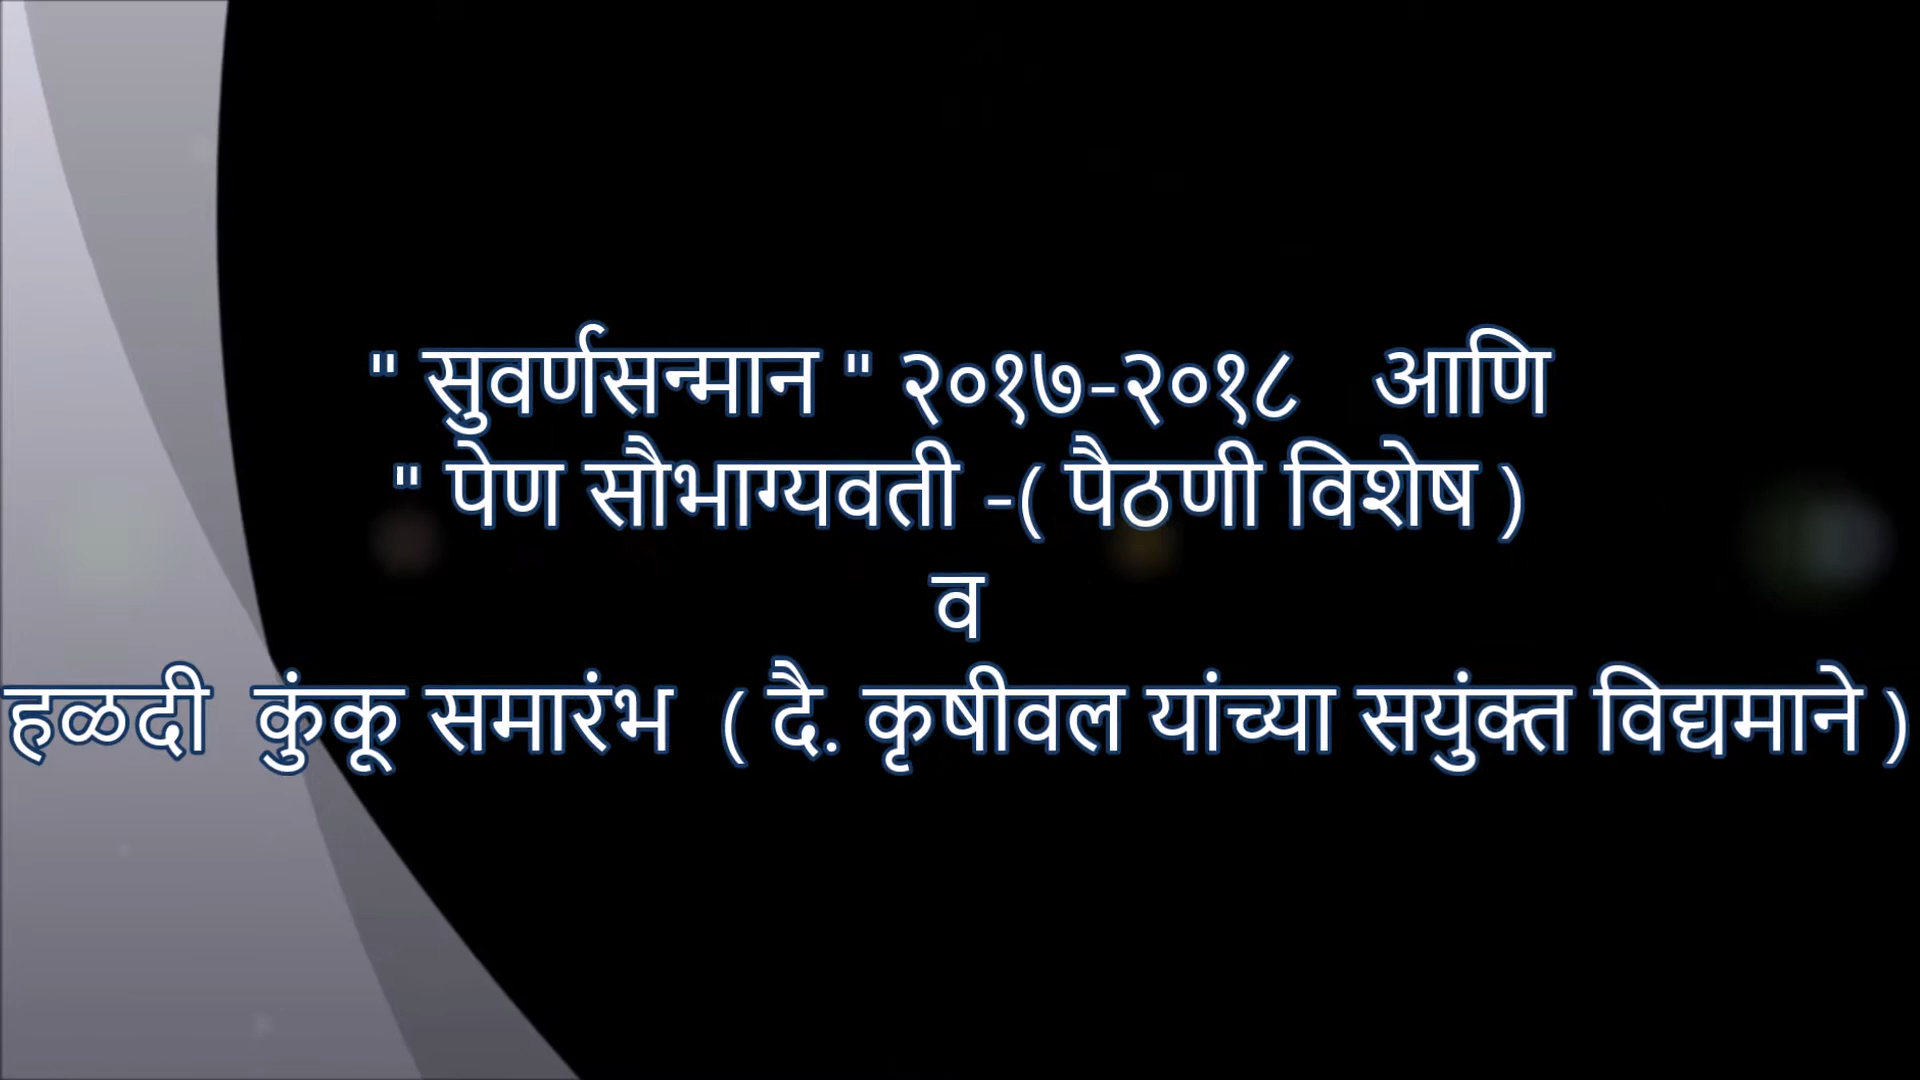 " सुवर्णसन्मान " २०१७-२०१८ आणि
" पेण सौभाग्यवती -( पैठणी विशेष )
व
हळदी कुंकू समारंभ ( दै. कृषीवल यांच्या सयुंक्त विद्यमाने )